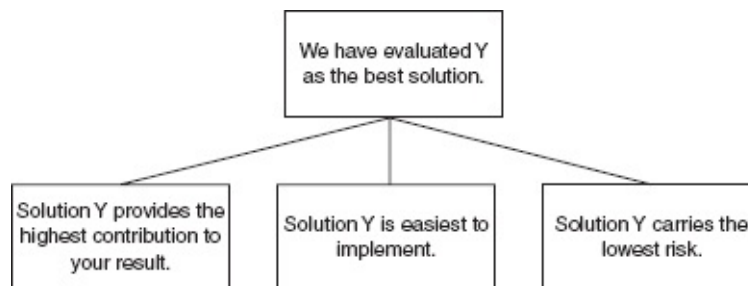 We have evaluated Y
as the best solution.
Solution Y provides the
highest contribution to
your result.
Solution Y is easiest to
implement.
Solution Y carries the
lowest risk.